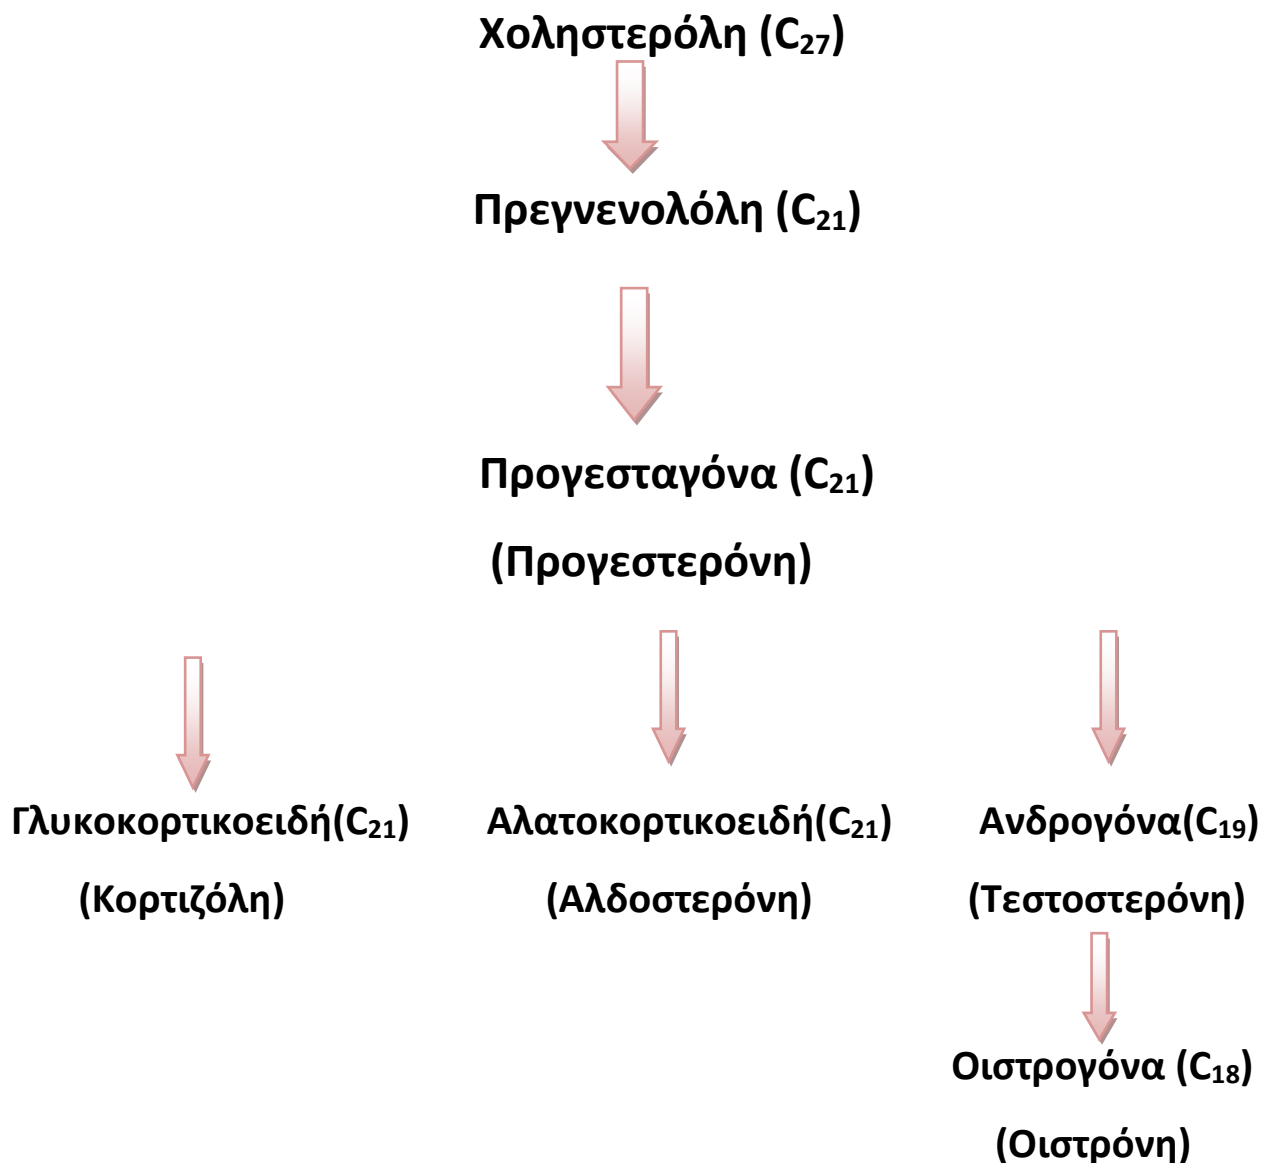 Χοληστερόλη (C₂₇)
Πρεγνενολόλη (C₂₁)
Προγεσταγόνα (C₂₁)
(Προγεστερόνη)
Γλυκοκορτικοειδή(C₂₁) Αλατοκορτικοειδή(C₂₁) Ανδρογόνα(C₁₉)
(Κορτιζόλη) (Αλδοστερόνη) (Τεστοστερόνη)
Οιστρογόνα (C₁₈)
(Οιστρόνη)